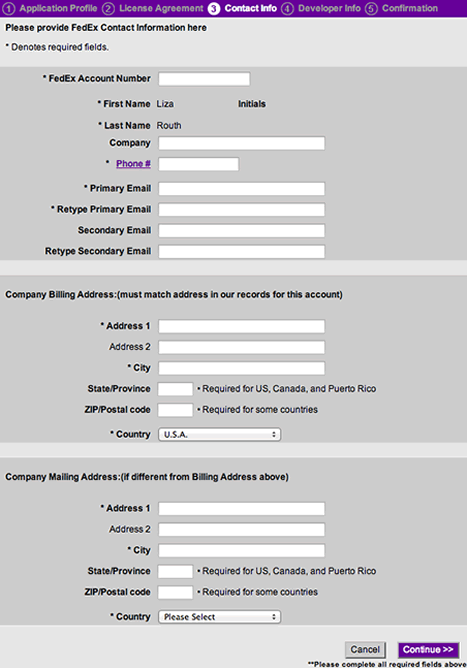 1 Application Profile 2 License Agreement 3 Contact Info 4 Developer Info 5 Confirmation
Please provide FedEx Contact Information here
* Denotes required fields.
* FedEx Account Number
* First Name Liza Initials
* Last Name Routh
Company
* Phone #
* Primary Email
* Retype Primary Email
Secondary Email
Retype Secondary Email
Company Billing Address:(must match address in our records for this account)
* Address 1
Address 2
* City
State/Province • Required for US, Canada, and Puerto Rico
ZIP/Postal code • Required for some countries
* Country U.S.A.
Company Mailing Address:(if different from Billing Address above)
* Address 1
Address 2
* City
State/Province • Required for US, Canada, and Puerto Rico
ZIP/Postal code • Required for some countries
* Country Please Select
Cancel Continue >>
**Please complete all required fields above